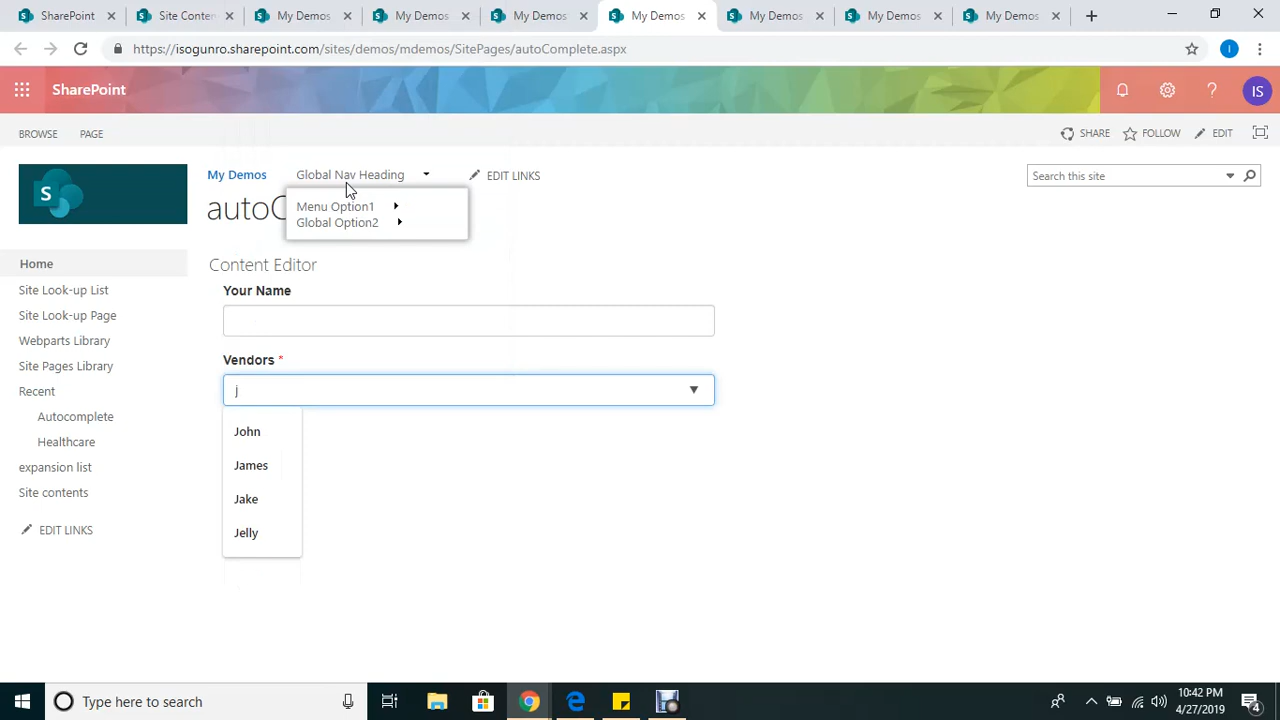 SharePoint
Site Conten
My Demos
My Demos
My Demos
My Demos
My Demos
My Demos
My Demos
https://isogunro.sharepoint.com/sites/demos/mdemos/SitePages/autoComplete.aspx
I
SharePoint
IS
BROWSE PAGE
SHARE FOLLOW EDIT
S
My Demos Global Nav Heading EDIT LINKS
Search this site
Menu Option1
Global Option2
autoC
Home
Site Look-up List
Site Look-up Page
Webparts Library
Site Pages Library
Recent
Autocomplete
Healthcare
expansion list
Site contents
EDIT LINKS
Content Editor
Your Name
Vendors *
j
John
James
Jake
Jelly
Type here to search
10:42 PM
4/27/2019
4